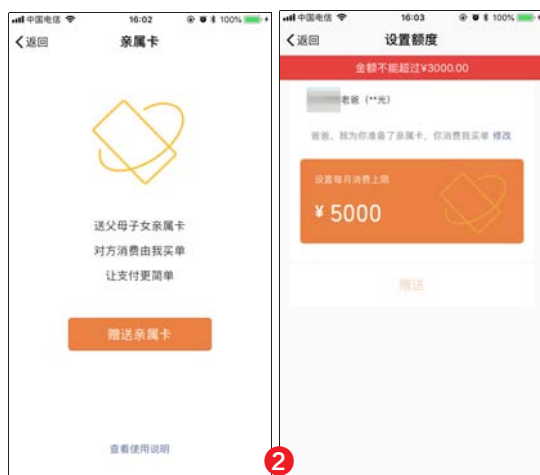 中国电信
16:02
100%
返回
亲属卡
送父母子女亲属卡
对方消费由我买单
让支付更简单
赠送亲属卡
查看使用说明
中国电信
16:03
100%
返回
设置额度
金额不能超过¥3000.00
老爸（**光）
爸爸，我为你准备了亲属卡，你消费我买单 修改
设置每月消费上限
¥ 5000
赠送
2